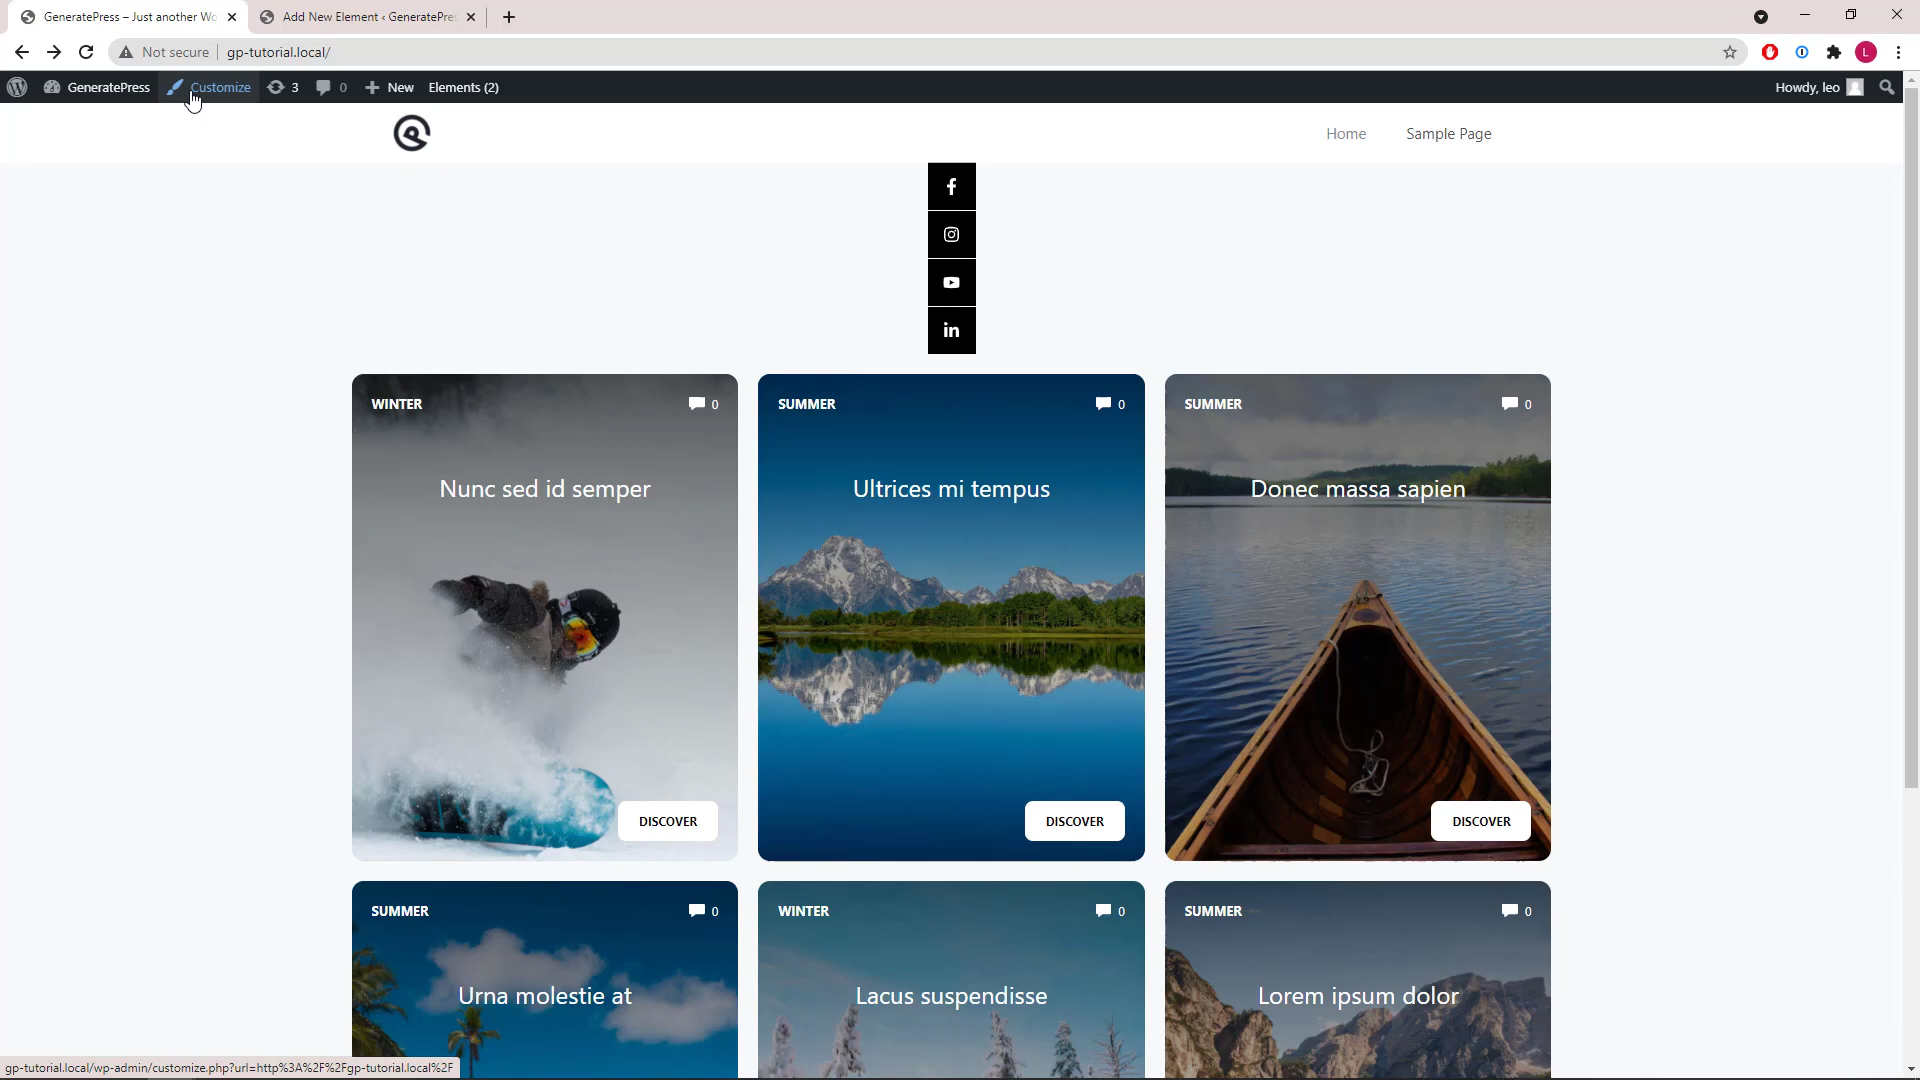 GeneratePress – Just another Wo
Add New Element ‹ GeneratePres
Not secure gp-tutorial.local/
GeneratePress Customize 3 0 New Elements (2) Howdy, leo
Home Sample Page
WINTER 0
Nunc sed id semper
DISCOVER
SUMMER 0
Ultrices mi tempus
DISCOVER
SUMMER 0
Donec massa sapien
DISCOVER
SUMMER 0
Urna molestie at
WINTER 0
Lacus suspendisse
SUMMER 0
Lorem ipsum dolor
gp-tutorial.local/wp-admin/customize.php?url=http%3A%2F%2Fgp-tutorial.local%2F